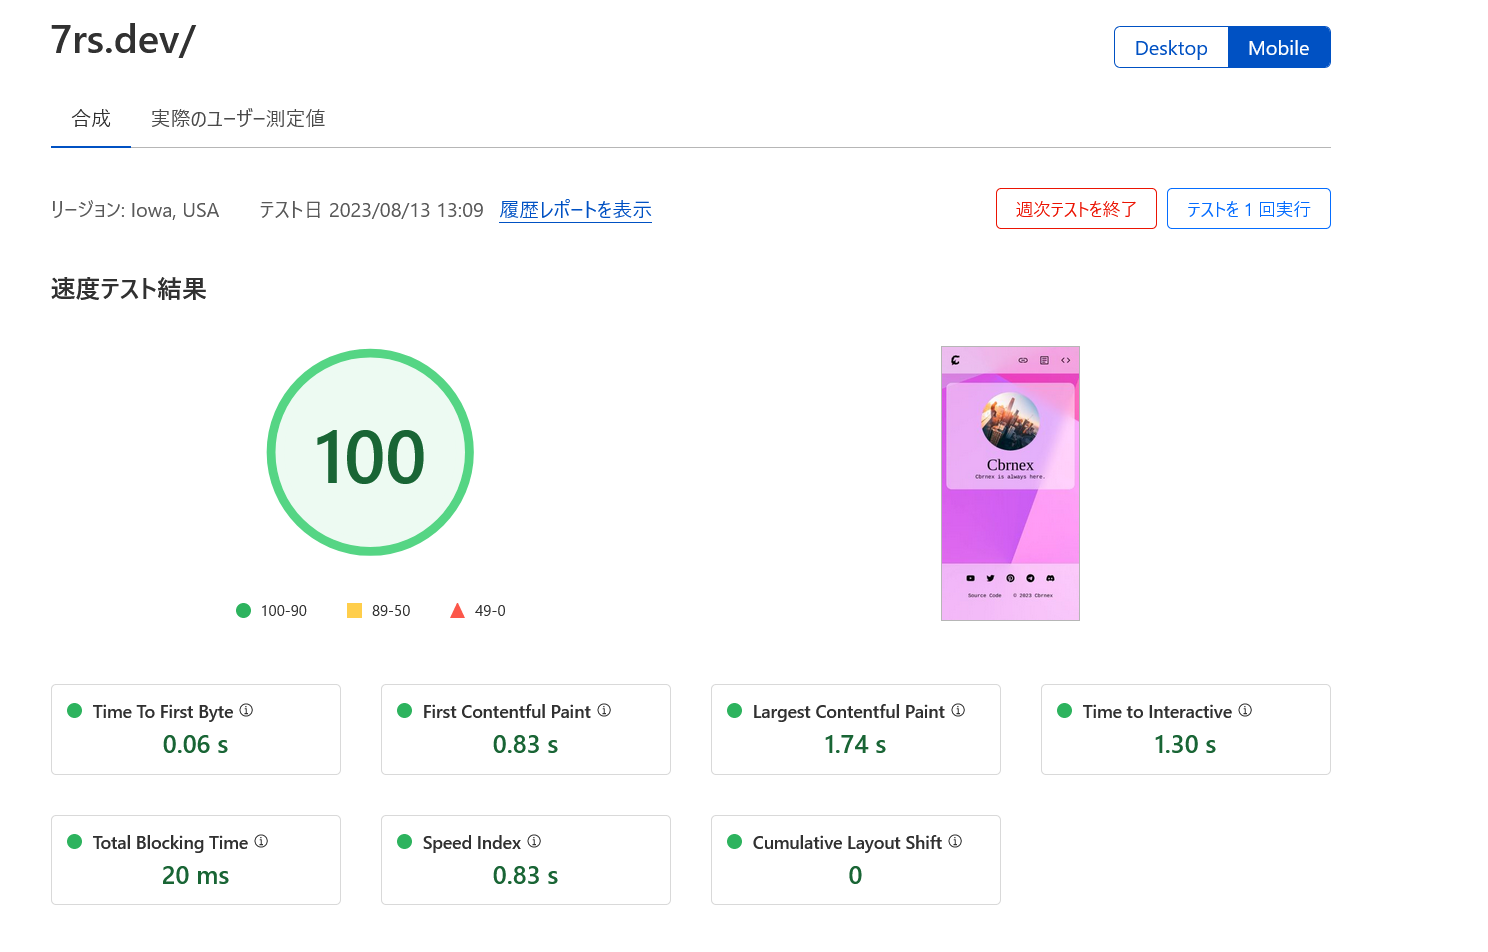 7rs.dev/
Desktop Mobile
合成 実際のユーザー測定値
リージョン: Iowa, USA テスト日 2023/08/13 13:09 履歴レポートを表示 週次テストを終了 テストを 1 回実行
速度テスト結果
100
Cbrnex
Cbrnex is always here.
Source Code © 2023 Cbrnex
100-90 89-50 49-0
Time To First Byte First Contentful Paint Largest Contentful Paint Time to Interactive
0.06 s 0.83 s 1.74 s 1.30 s
Total Blocking Time Speed Index Cumulative Layout Shift
20 ms 0.83 s 0